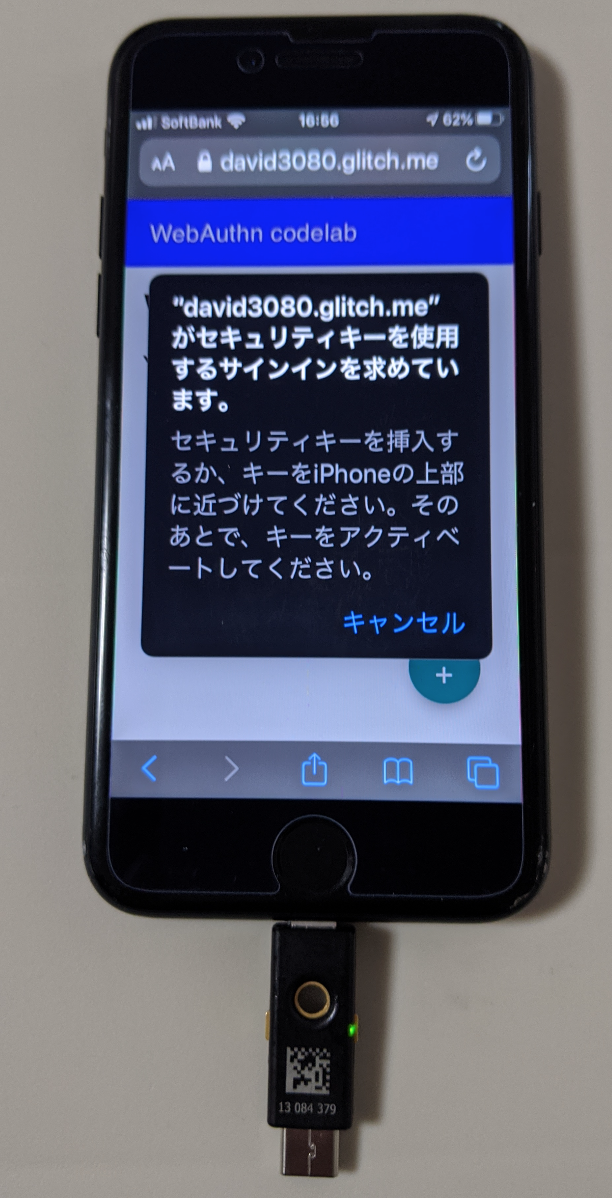 SoftBank 16:56 62%
AA david3080.glitch.me
WebAuthn codelab
"david3080.glitch.me"
がセキュリティキーを使用
するサインインを求めてい
ます。
セキュリティキーを挿入す
るか、キーをiPhoneの上部
に近づけてください。その
あとで、キーをアクティベ
ートしてください。
キャンセル
+
13 084 379